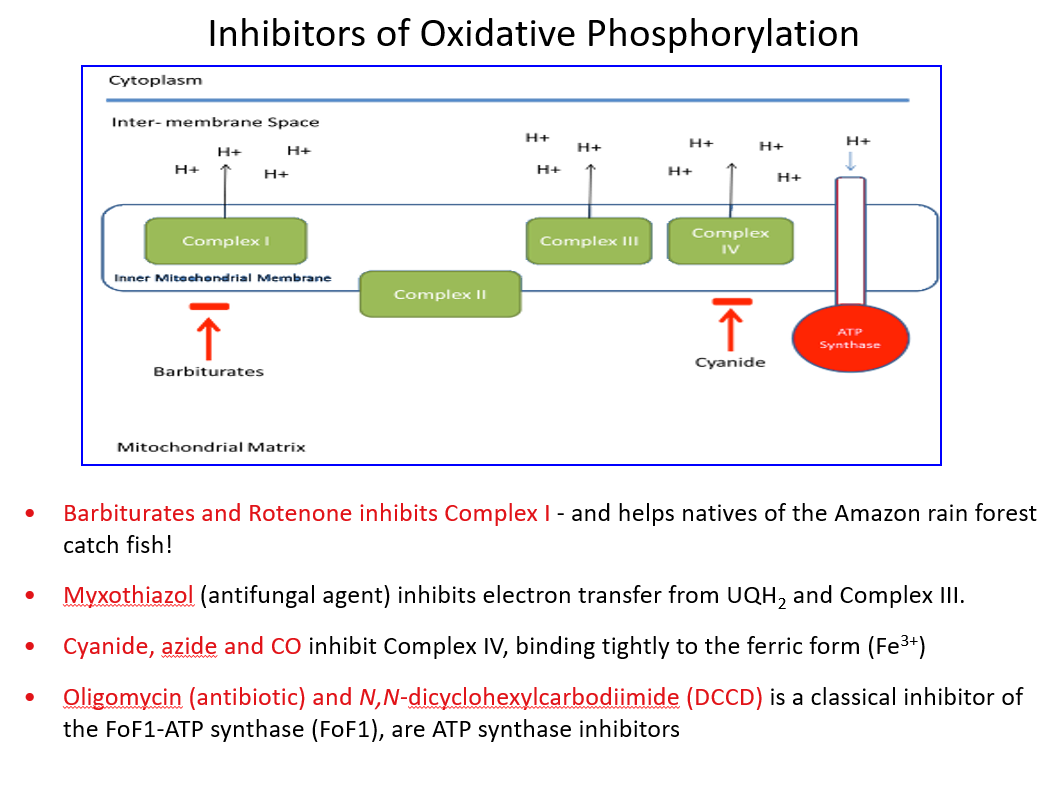 Inhibitors of Oxidative Phosphorylation
Cytoplasm
Inter- membrane Space
H+
H+
H+
H+
H+
H+
H+
H+
H+
H+
H+
H+
Complex I
Complex III
Complex
IV
Inner Mitochondrial Membrane
Complex II
ATP
Synthase
Barbiturates
Cyanide
Mitochondrial Matrix
• Barbiturates and Rotenone inhibits Complex I - and helps natives of the Amazon rain forest
catch fish!
• Myxothiazol (antifungal agent) inhibits electron transfer from UQH₂ and Complex III.
• Cyanide, azide and CO inhibit Complex IV, binding tightly to the ferric form (Fe³⁺)
• Oligomycin (antibiotic) and N,N-dicyclohexylcarbodiimide (DCCD) is a classical inhibitor of
the FoF1-ATP synthase (FoF1), are ATP synthase inhibitors